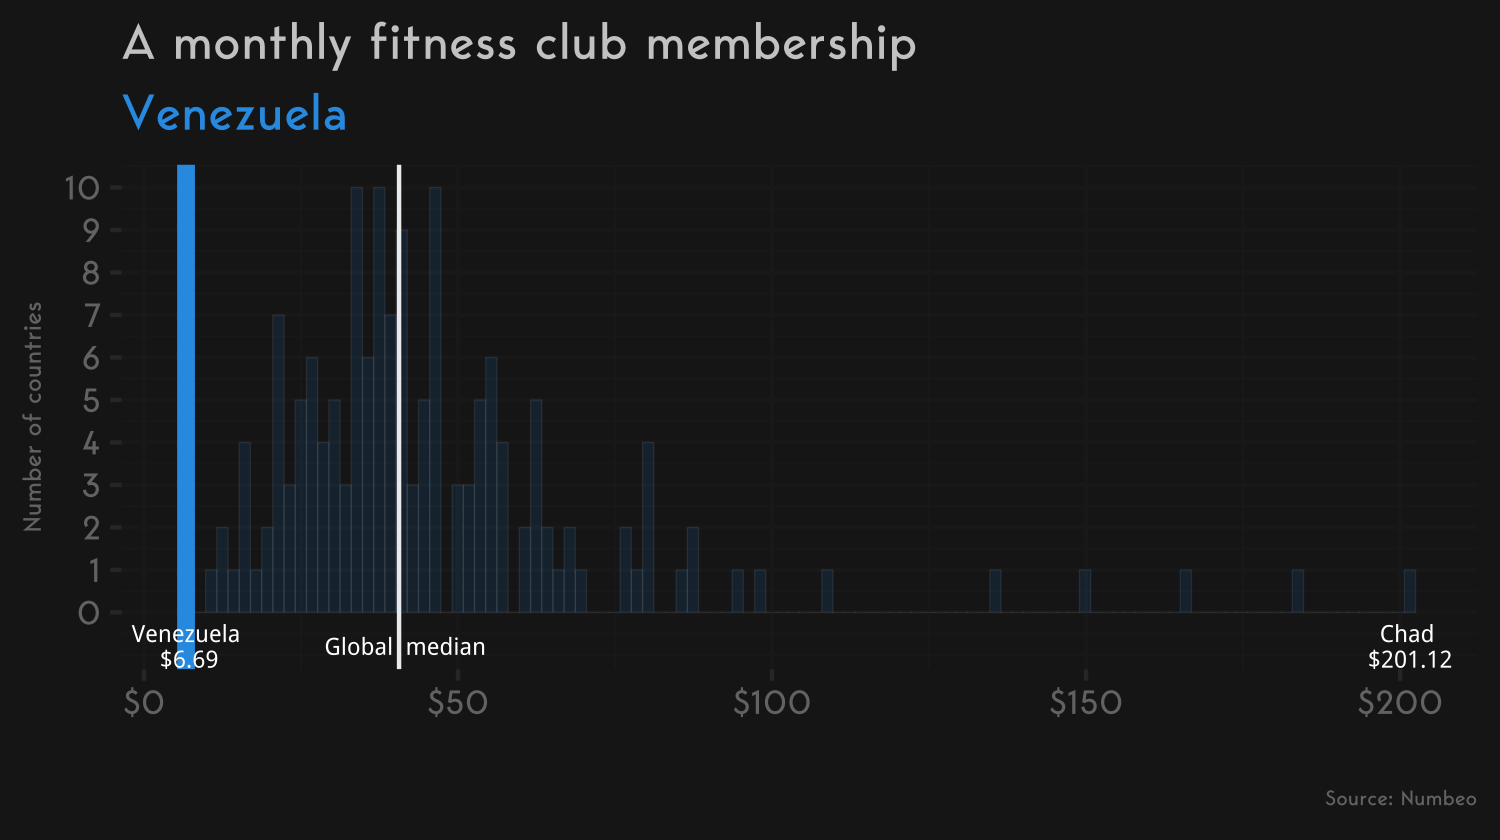 A monthly fitness club membership
Venezuela
Number of countries
10
9
8
7
6
5
4
3
2
1
0
Venezuela
$6.69
Global median
Chad
$201.12
$0 $50 $100 $150 $200
Source: Numbeo